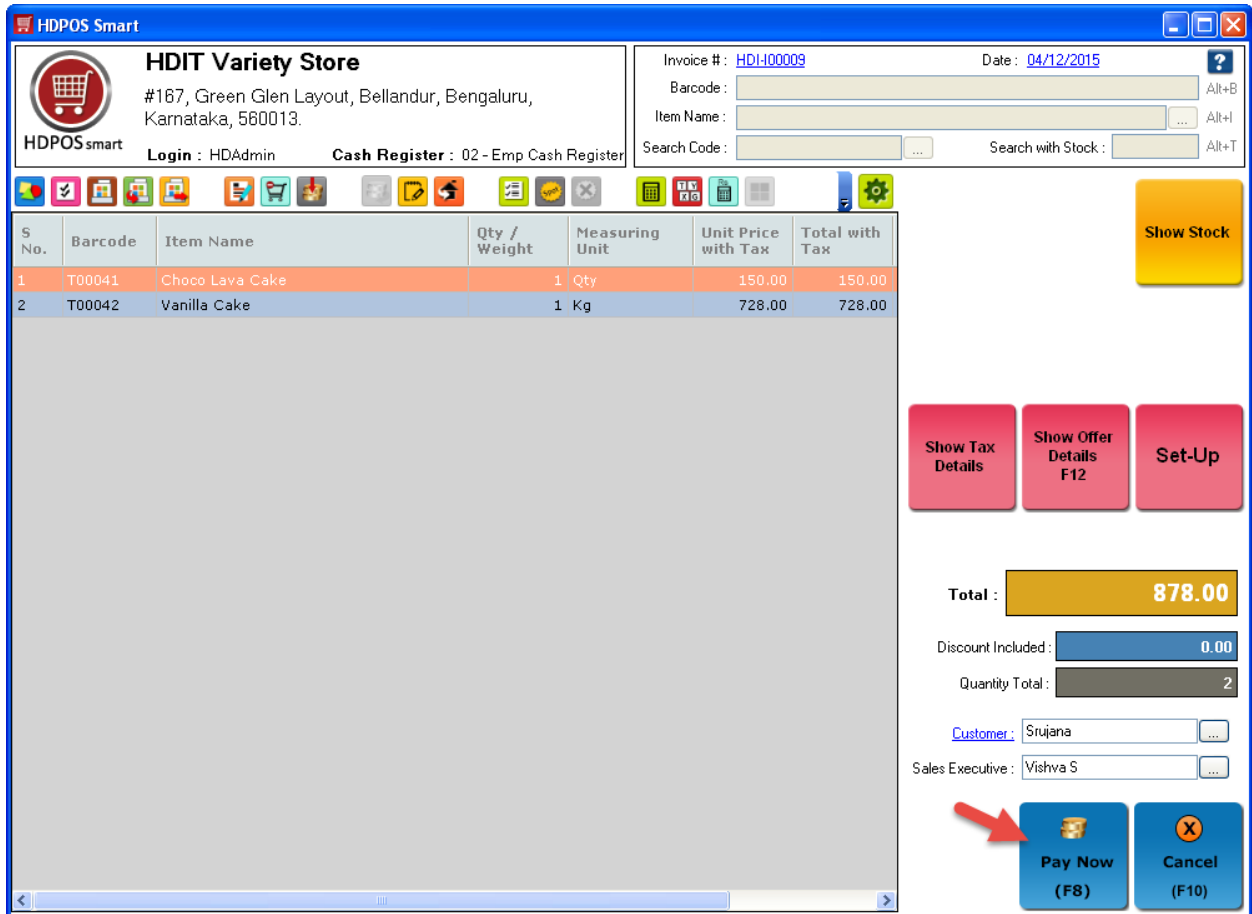 HDPOS Smart
HDIT Variety Store
#167, Green Glen Layout, Bellandur, Bengaluru,
Karnataka, 560013.
HDPOS smart
Login : HDAdmin Cash Register : 02 - Emp Cash Register
Invoice # : HDI-I00009 Date : 04/12/2015 ?
Barcode : Alt+B
Item Name : ... Alt+I
Search Code : ... Search with Stock : Alt+T
Show Stock
S No. Barcode Item Name Qty / Weight Measuring Unit Unit Price with Tax Total with Tax
1 T00041 Choco Lava Cake 1 Qty 150.00 150.00
2 T00042 Vanilla Cake 1 Kg 728.00 728.00
Show Tax
Details
Show Offer
Details
F12
Set-Up
Total : 878.00
Discount Included : 0.00
Quantity Total : 2
Customer : Srujana ...
Sales Executive : Vishva S ...
Pay Now
(F8)
X
Cancel
(F10)